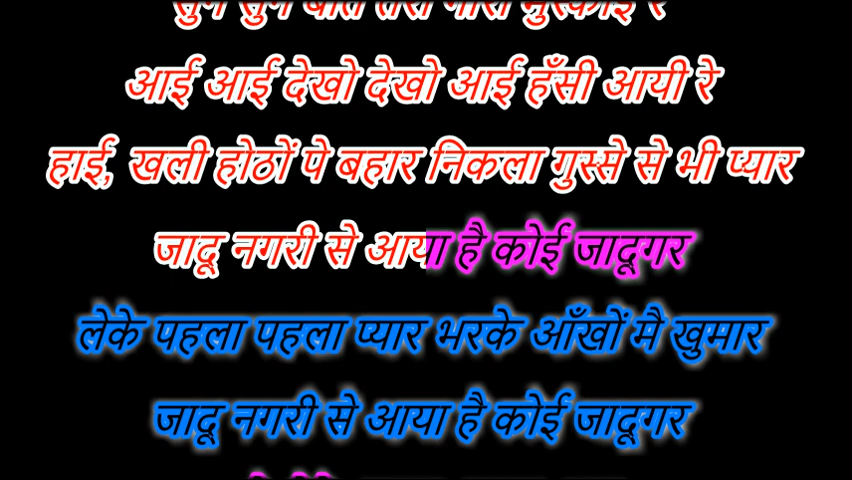 सुन सुन बात तेरी गोरी मुस्काई रे
आई आई देखो देखो आई हँसी आयी रे
हाई, खली होठों पे बहार निकला गुस्से से भी प्यार
जादू नगरी से आया है कोई जादूगर
लेके पहला पहला प्यार भरके आँखों मै खुमार
जादू नगरी से आया है कोई जादूगर